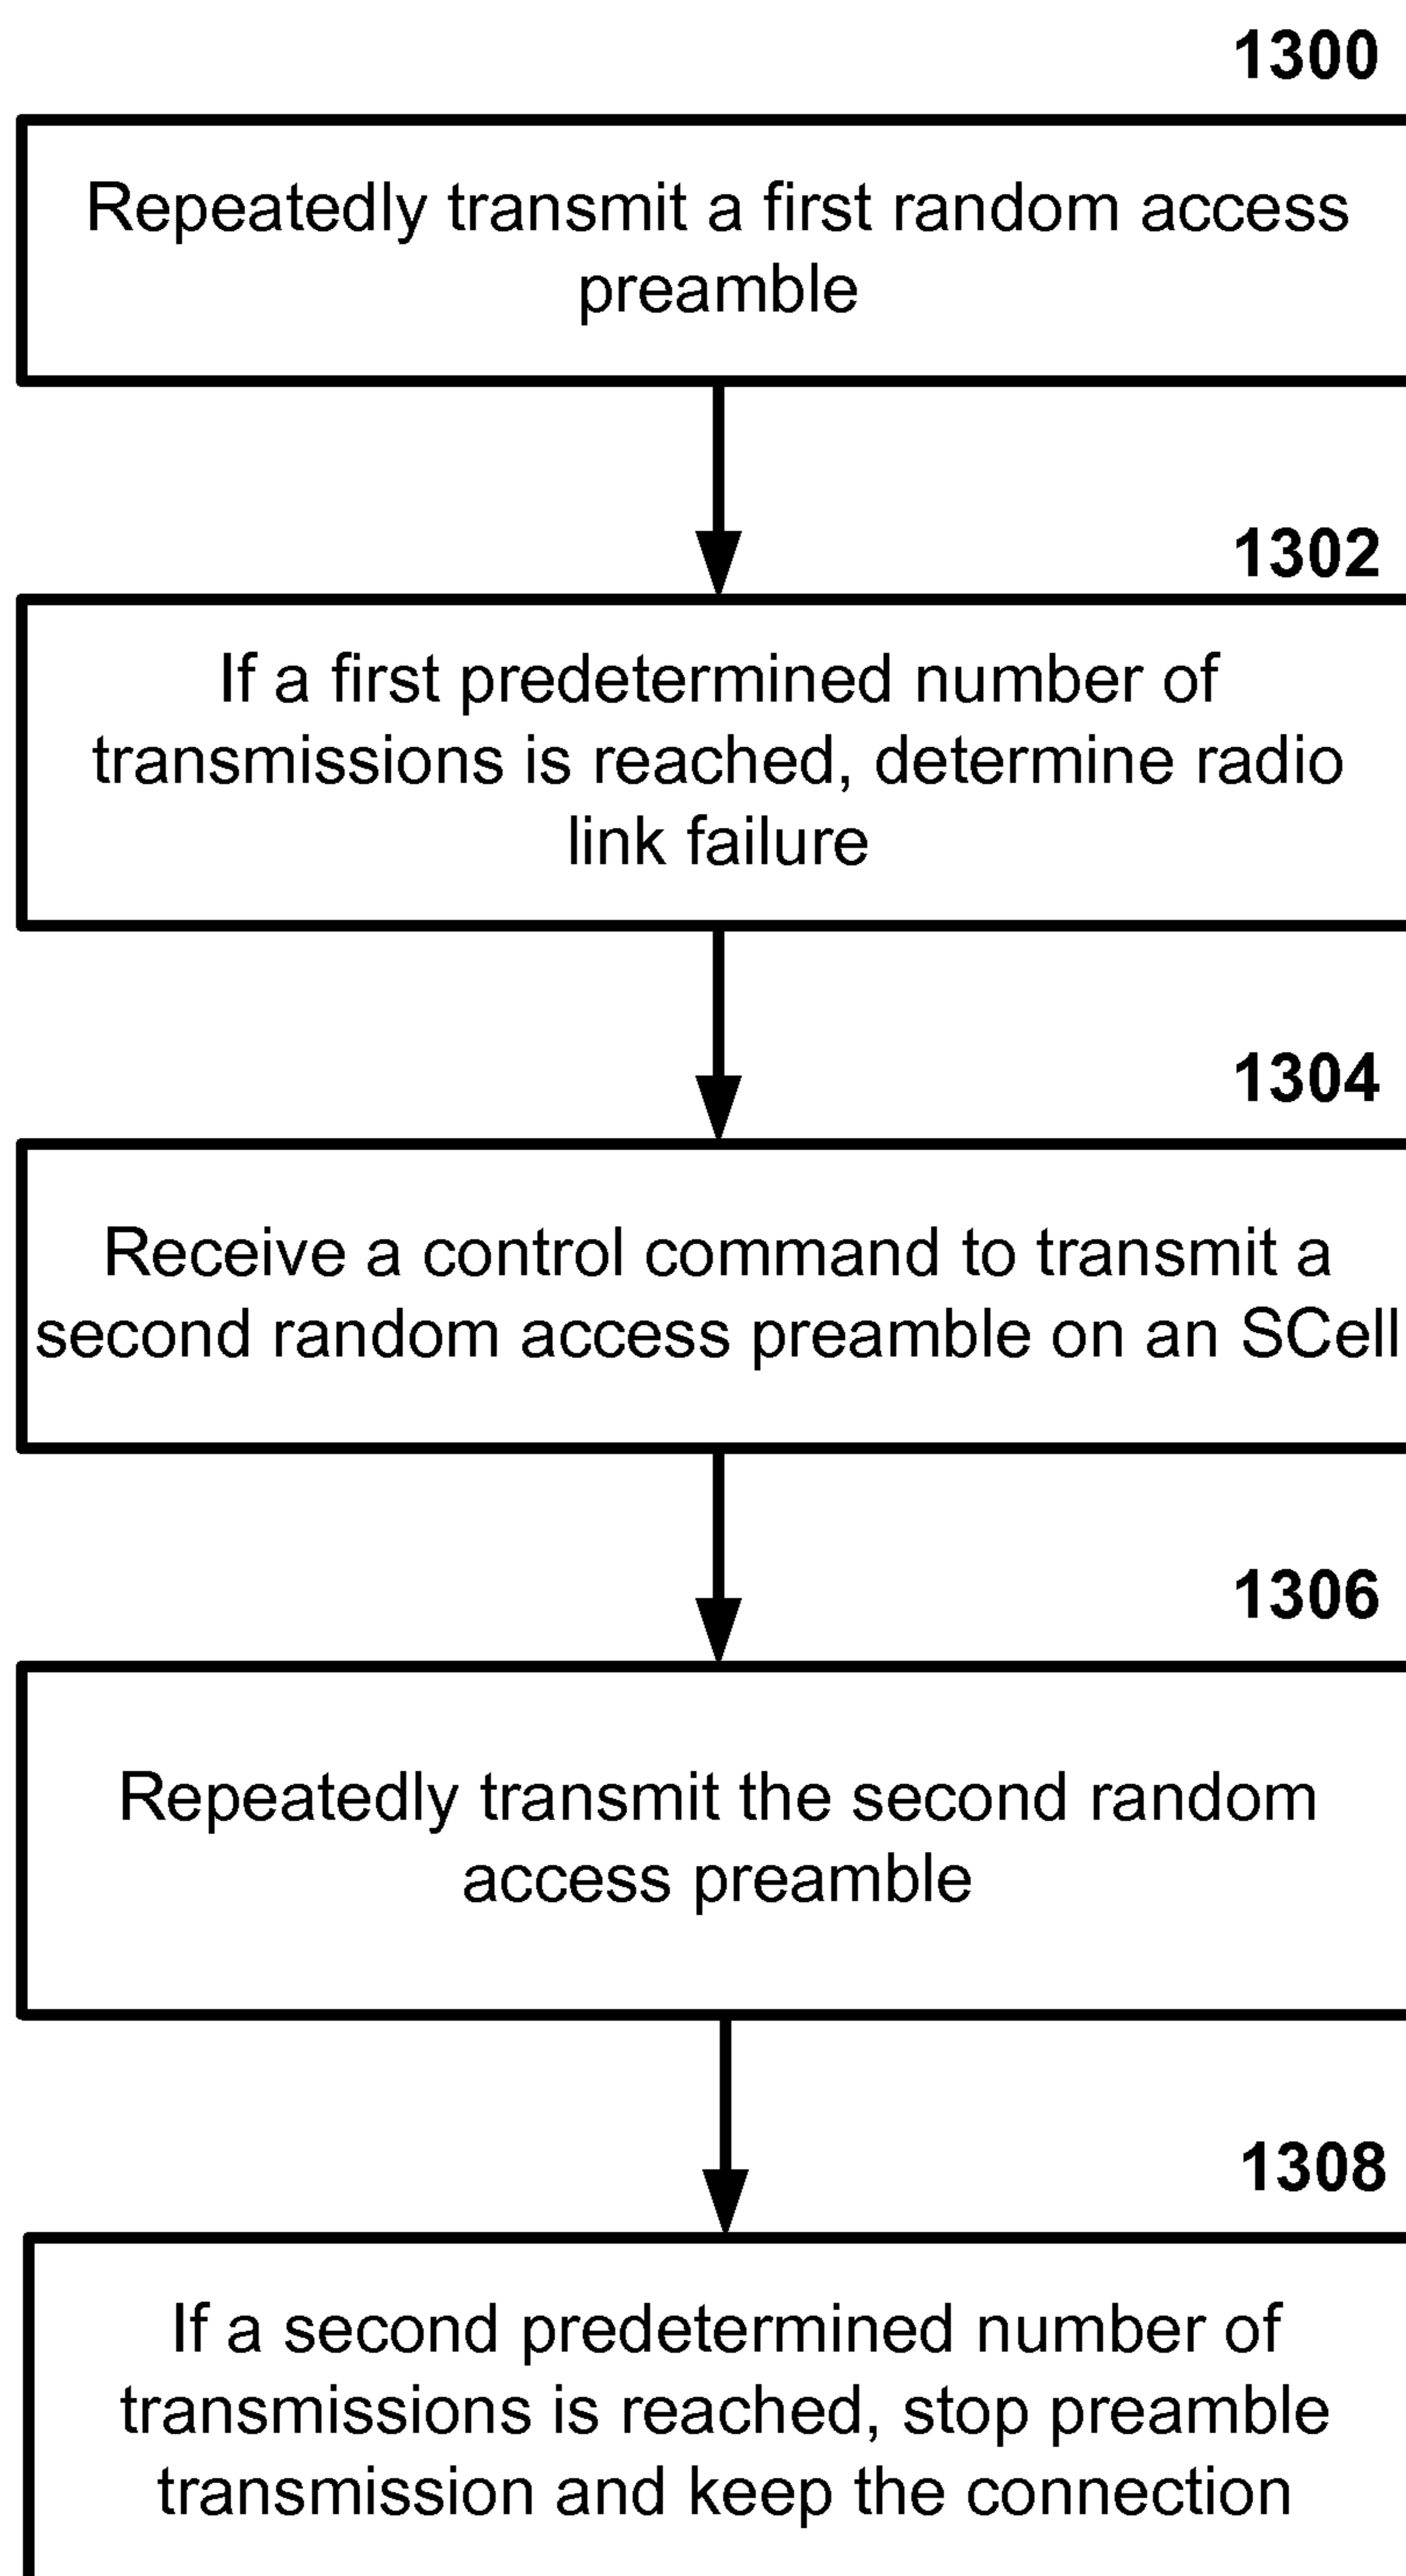 1300
Repeatedly transmit a first random access
preamble
1302
If a first predetermined number of
transmissions is reached, determine radio
link failure
1304
Receive a control command to transmit a
second random access preamble on an SCell
1306
Repeatedly transmit the second random
access preamble
1308
If a second predetermined number of
transmissions is reached, stop preamble
transmission and keep the connection